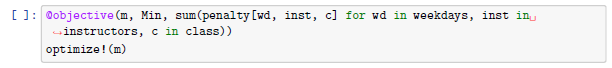 [ ]: @objective(m, Min, sum(penalty[wd, inst, c] for wd in weekdays, inst in␣
↪instructors, c in class))
optimize!(m)